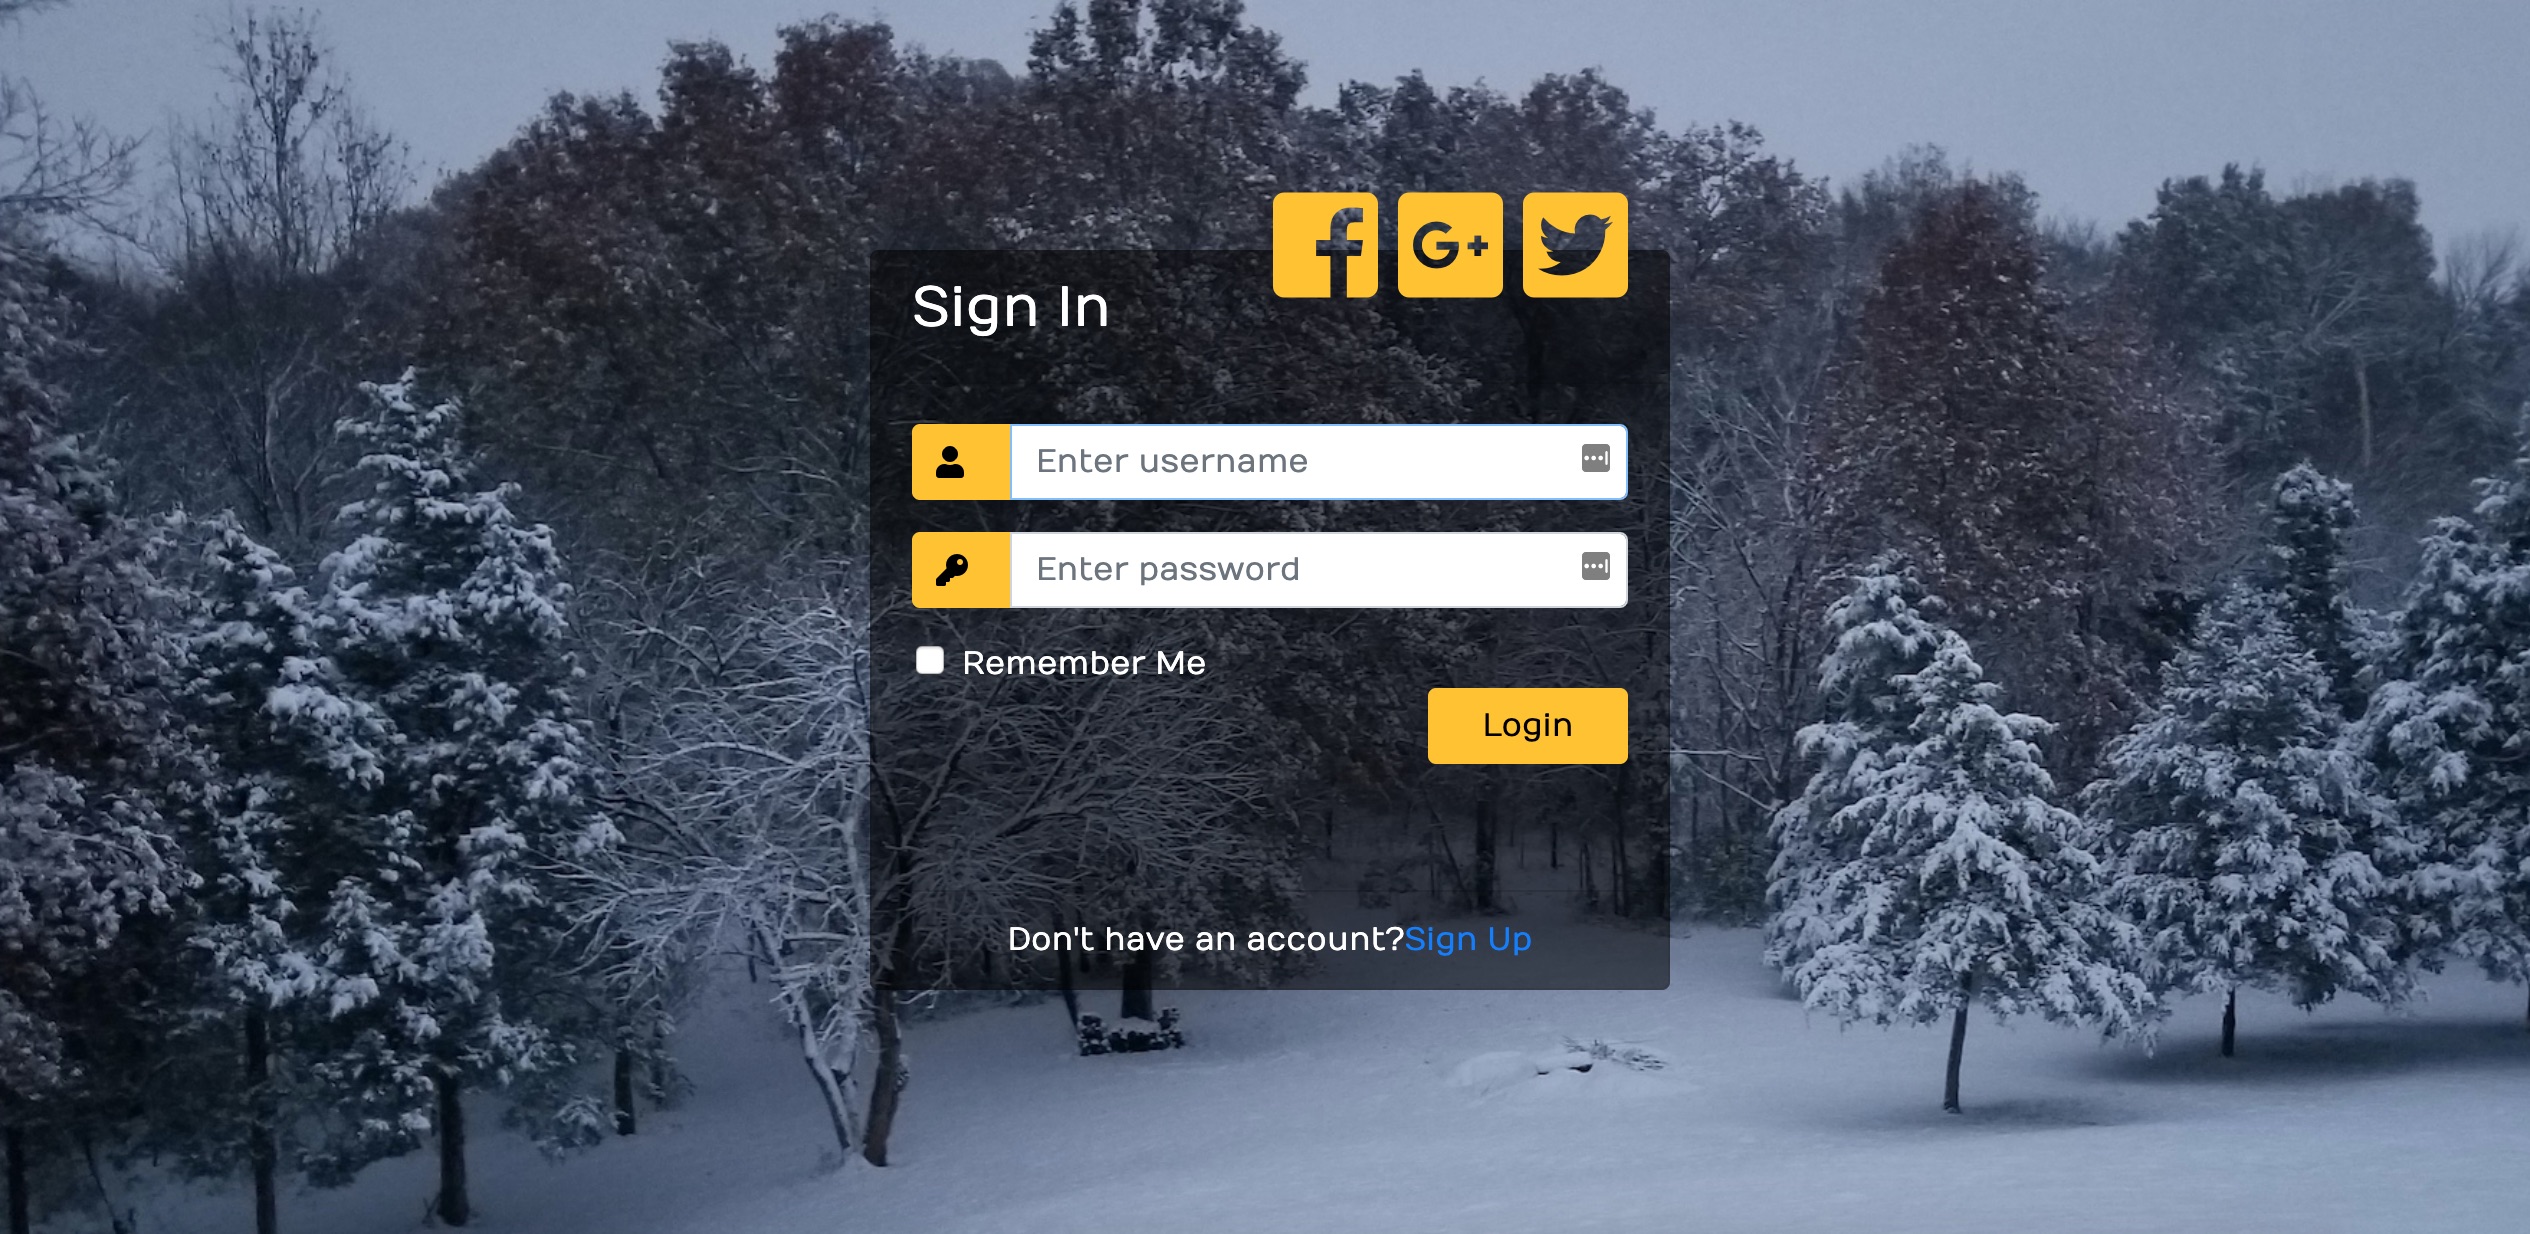 Sign In
Enter username
Enter password
Remember Me
Login
Don't have an account?Sign Up